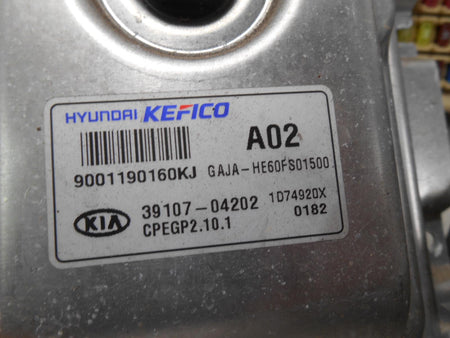 HYUNDAI KEFICO
A02
9001190160KJ GAJA-HE60FS01500
KIA 39107-04202 1D74920X
CPEGP2.10.1 0182